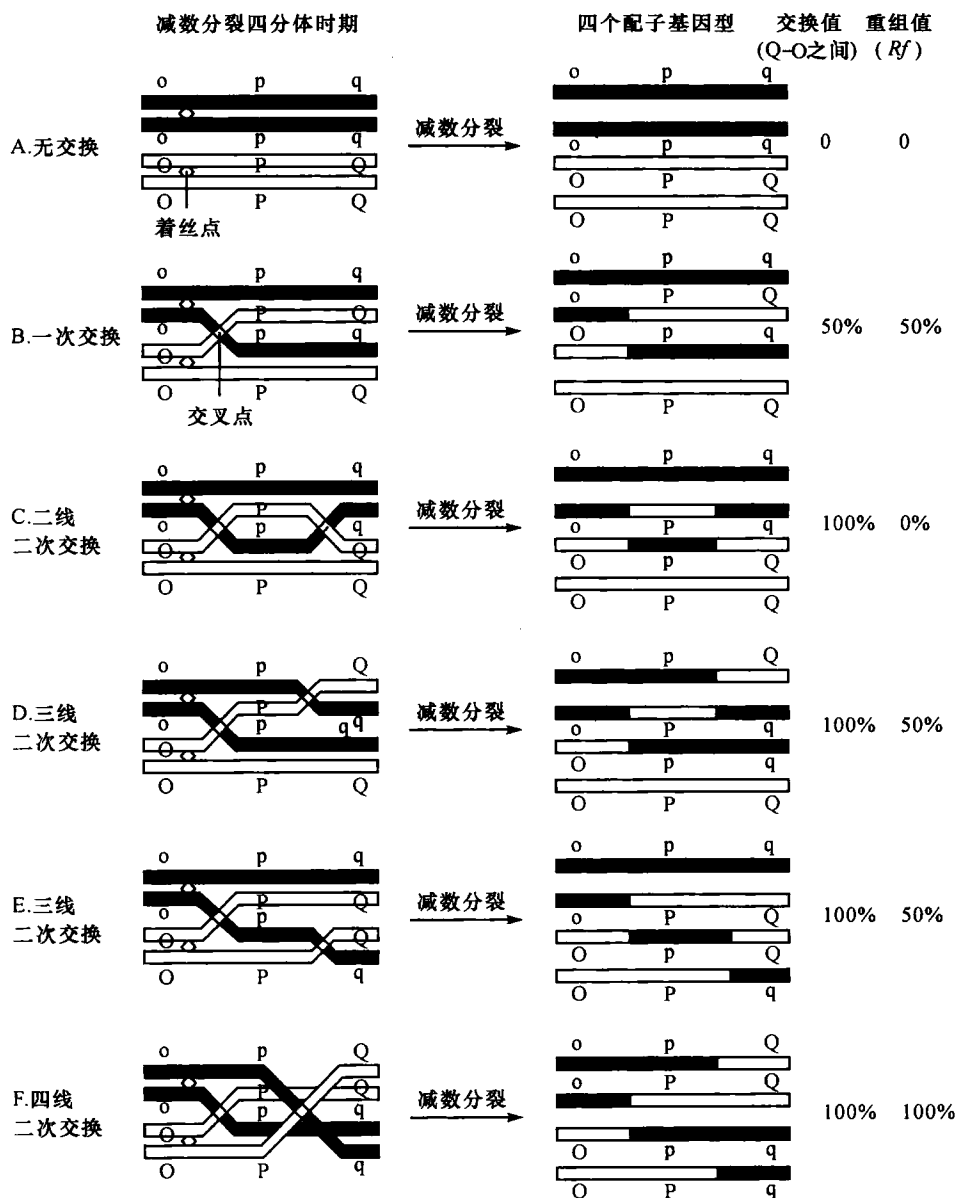 减数分裂四分体时期 四个配子基因型 交换值 重组值
(Q-O之间) (Rf)
o p q o p q
A.无交换 o p q 减数分裂 o p q 0 0
O P Q O P Q
O P Q O P Q
着丝点
o p q o p q
o P Q o P Q
B.一次交换 O p q 减数分裂 O p q 50% 50%
O P Q O P Q
交叉点
o p q o p q
C.二线 o P q 减数分裂 o P q 100% 0%
二次交换 O p Q O p Q
O P Q O P Q
o p Q o p Q
D.三线 o P q 减数分裂 o P q 100% 50%
二次交换 O p q O p q
O P Q O P Q
o p q o p q
E.三线 o P Q 减数分裂 o P Q 100% 50%
二次交换 O p Q O p Q
O P q O P q
o p Q o p Q
F.四线 o P Q 减数分裂 o P Q 100% 100%
二次交换 O p q O p q
O P q O P q